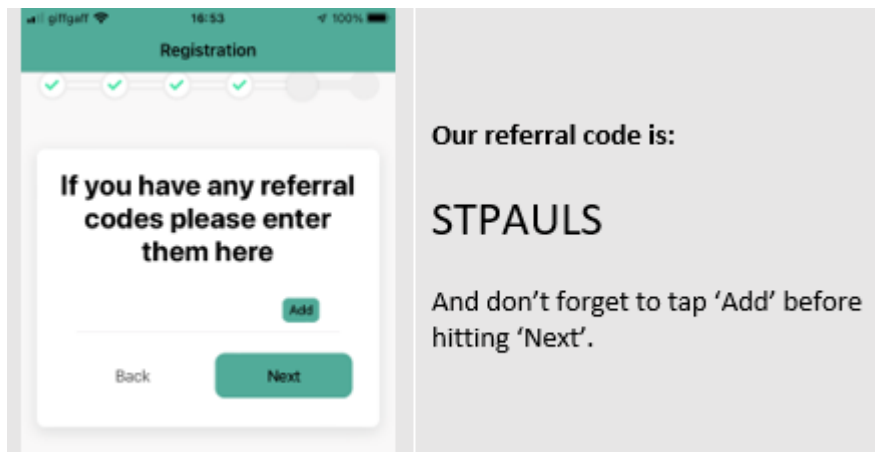 giffgaff 16:53 100%
Registration
If you have any referral
codes please enter
them here
Add
Back Next
Our referral code is:
STPAULS
And don’t forget to tap ‘Add’ before
hitting ‘Next’.